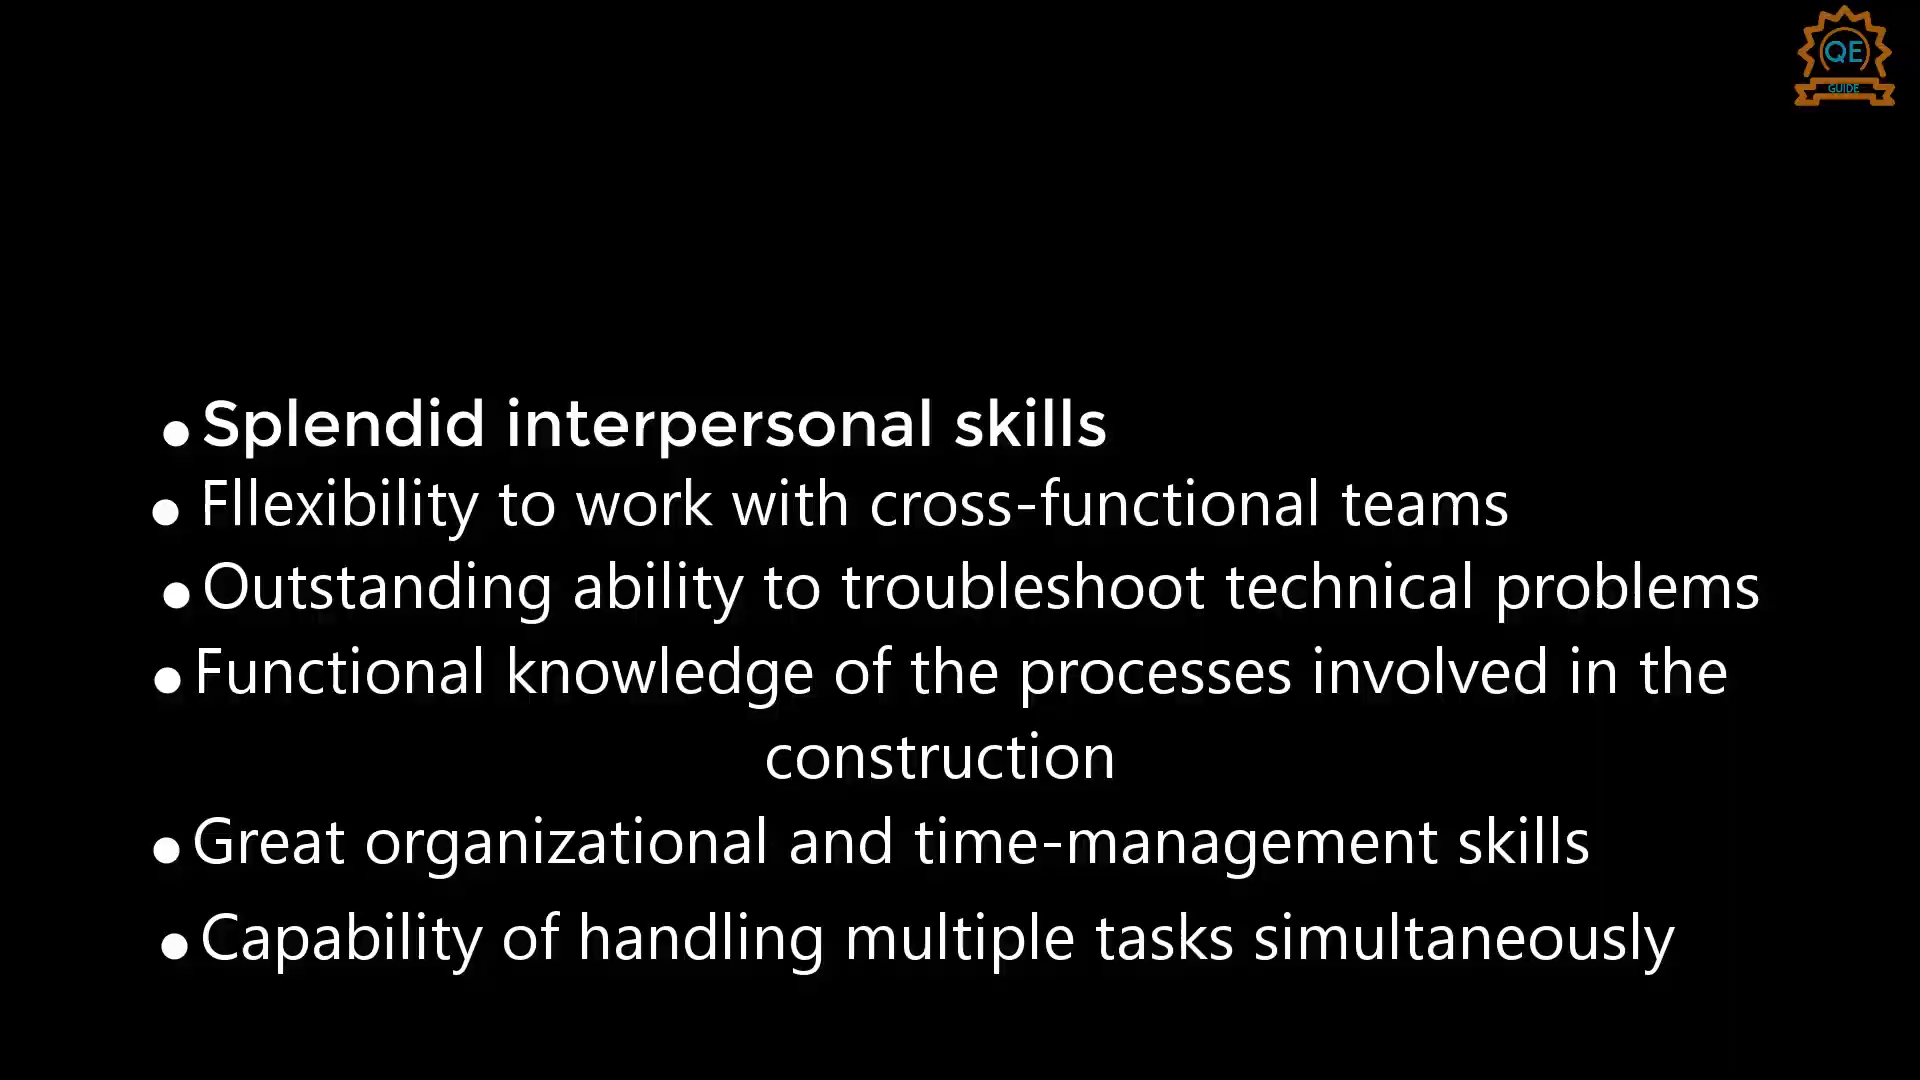 QE
GUIDE
• Splendid interpersonal skills
• Fllexibility to work with cross-functional teams
• Outstanding ability to troubleshoot technical problems
• Functional knowledge of the processes involved in the
construction
• Great organizational and time-management skills
• Capability of handling multiple tasks simultaneously